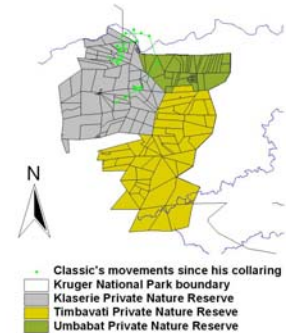 N
Classic's movements since his collaring
Kruger National Park boundary
Klaserie Private Nature Reserve
Timbavati Private Nature Reseve
Umbabat Private Nature Reserve